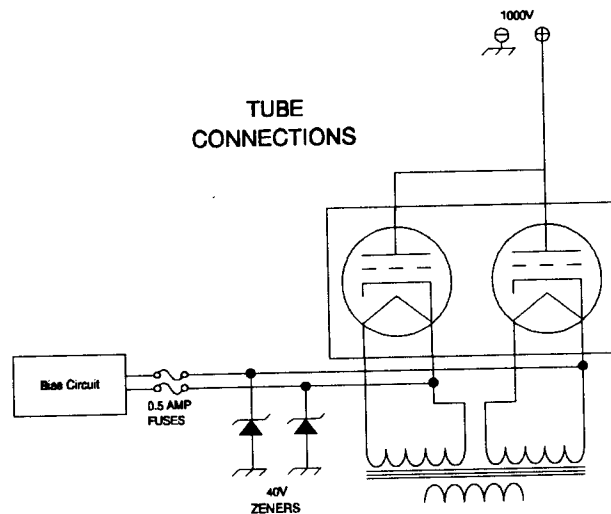 1000V
TUBE
CONNECTIONS
Bias Circuit
0.5 AMP
FUSES
40V
ZENERS